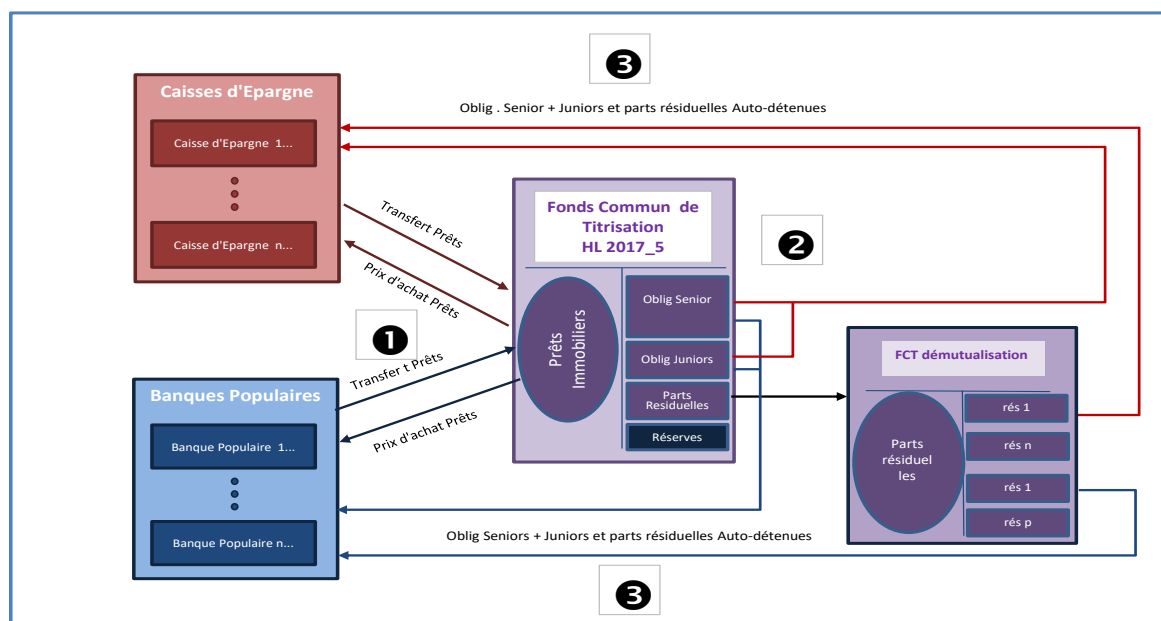 ❸
Oblig . Senior + Juniors et parts résiduelles Auto-détenues
Caisses d'Epargne
Caisse d'Epargne 1...
Caisse d'Epargne n...
Transfert Prêts
Prix d'achat Prêts
❶
Transfer t Prêts
Prix d'achat Prêts
Banques Populaires
Banque Populaire 1...
Banque Populaire n...
Fonds Commun de
Titrisation
HL 2017_5
Prêts
Immobiliers
Oblig Senior
Oblig Juniors
Parts
Residuelles
Réserves
❷
FCT démutualisation
Parts
résiduel
les
rés 1
rés n
rés 1
rés p
Oblig Seniors + Juniors et parts résiduelles Auto-détenues
❸